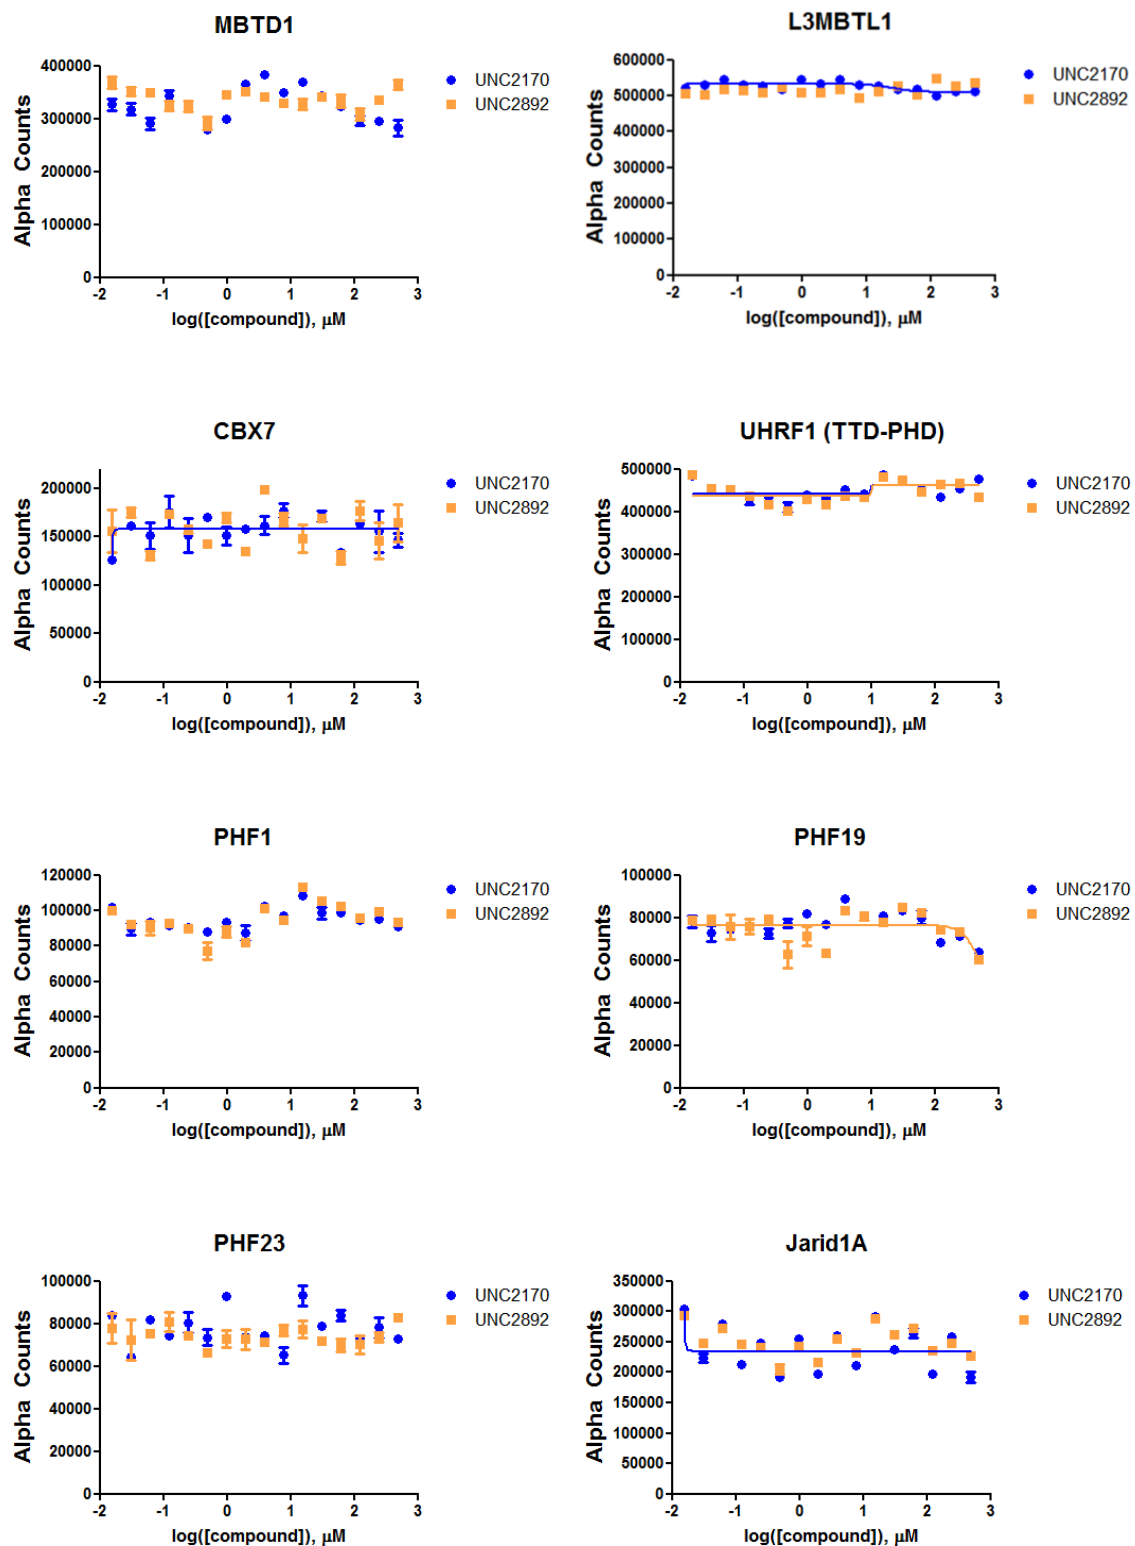 MBTD1
Alpha Counts
400000
300000
200000
100000
0
-2 -1 0 1 2 3
log([compound]), μM
UNC2170
UNC2892
L3MBTL1
Alpha Counts
600000
500000
400000
300000
200000
100000
0
-2 -1 0 1 2 3
log([compound]), μM
UNC2170
UNC2892
CBX7
Alpha Counts
200000
150000
100000
50000
0
-2 -1 0 1 2 3
log([compound]), μM
UNC2170
UNC2892
UHRF1 (TTD-PHD)
Alpha Counts
500000
400000
300000
200000
100000
0
-2 -1 0 1 2 3
log([compound]), μM
UNC2170
UNC2892
PHF1
Alpha Counts
120000
100000
80000
60000
40000
20000
0
-2 -1 0 1 2 3
log([compound]), μM
UNC2170
UNC2892
PHF19
Alpha Counts
100000
80000
60000
40000
20000
0
-2 -1 0 1 2 3
log([compound]), μM
UNC2170
UNC2892
PHF23
Alpha Counts
100000
80000
60000
40000
20000
0
-2 -1 0 1 2 3
log([compound]), μM
UNC2170
UNC2892
Jarid1A
Alpha Counts
350000
300000
250000
200000
150000
100000
50000
0
-2 -1 0 1 2 3
log([compound]), μM
UNC2170
UNC2892